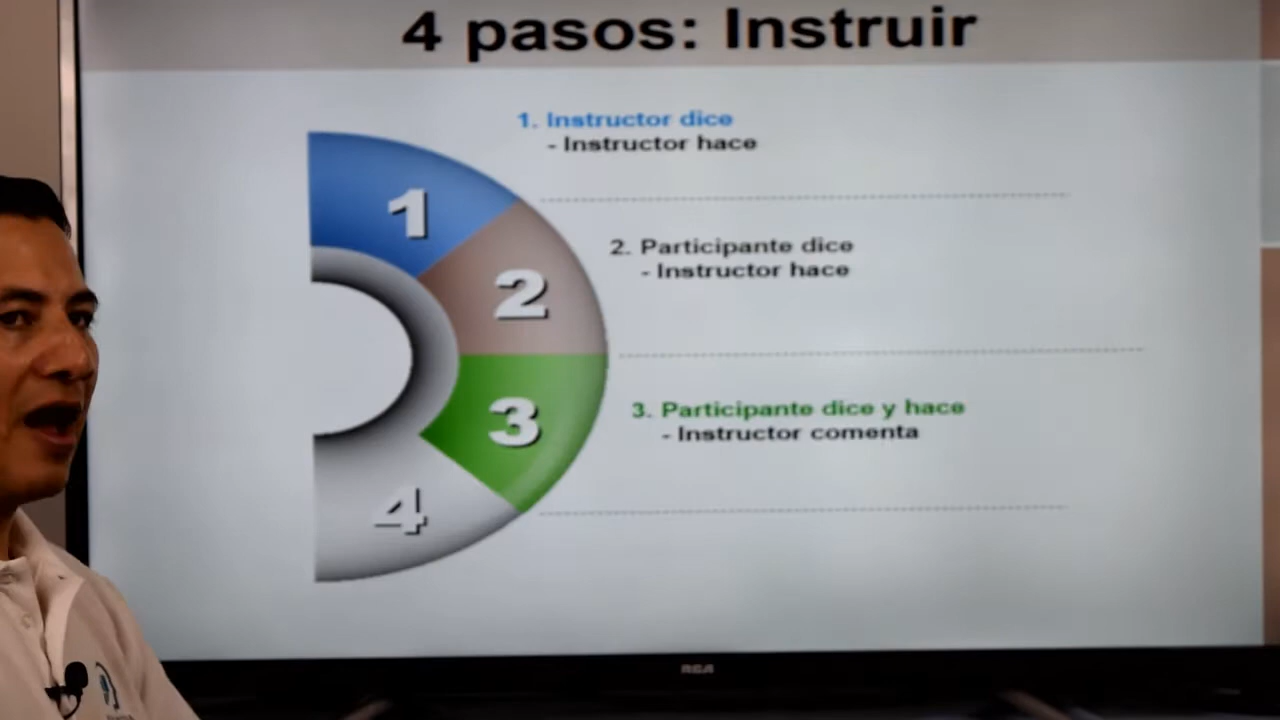 4 pasos: Instruir
1. Instructor dice
- Instructor hace
1
2. Participante dice
- Instructor hace
2
3. Participante dice y hace
- Instructor comenta
3
4
RCA